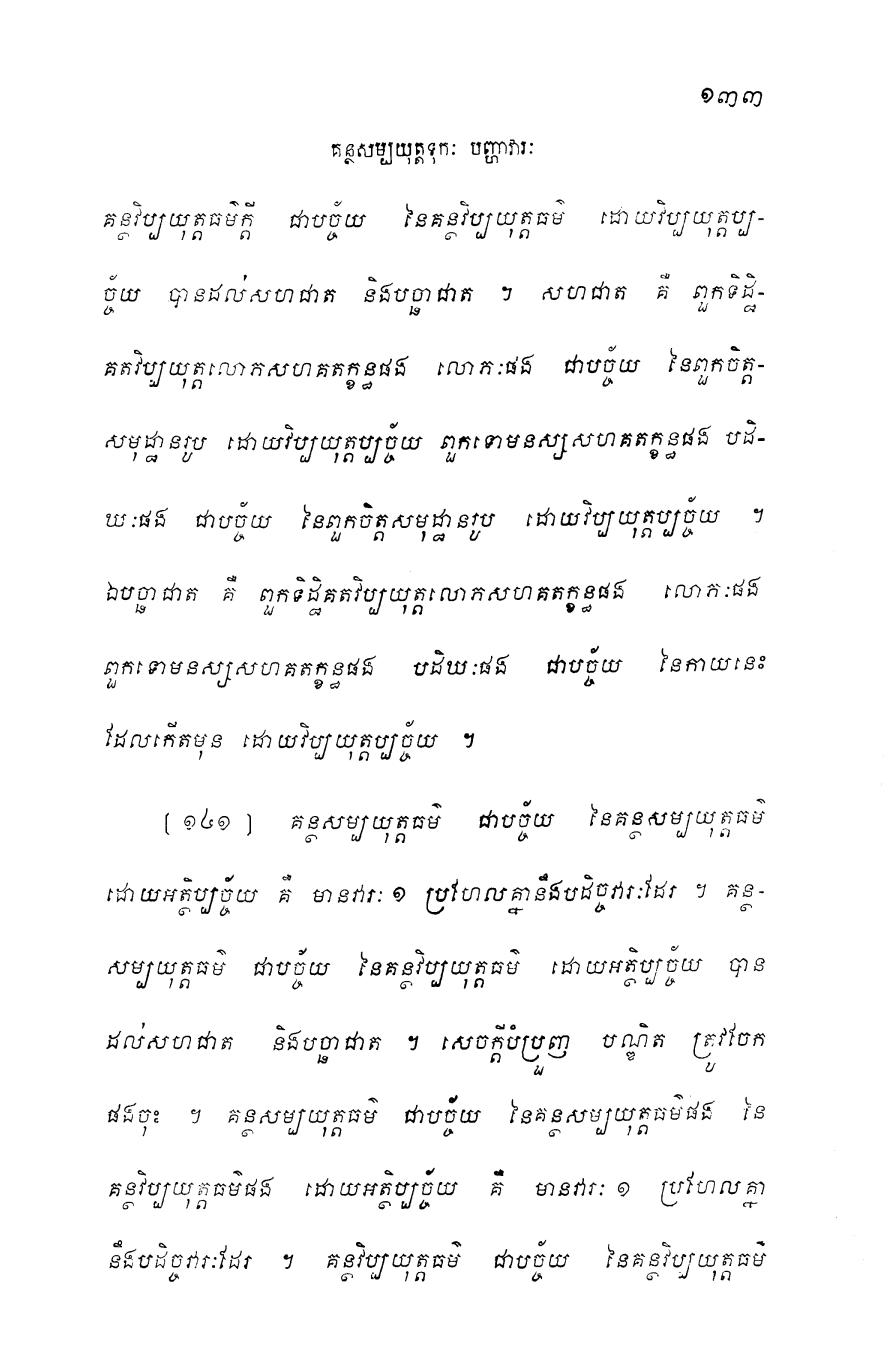 ១៣៣
គន្ថសម្បយុត្តទុកៈ បញ្ហាវារៈ
គន្ថវិប្បយុត្តធម៌ក្តី ជាបច្ច័យ នៃគន្ថវិប្បយុត្តធម៌ ដោយវិប្បយុត្តប្ប-
ច្ច័យ បានដល់សហជាត និងបច្ឆាជាត ។ សហជាត គឺ ពួកទិដ្ឋិ-
គតវិប្បយុត្តលោភសហគតក្ខន្ធផង លោភៈផង ជាបច្ច័យ នៃពួកចិត្ត-
សមុដ្ឋានរូប ដោយវិប្បយុត្តប្បច្ច័យ ពួកទោមនស្សសហគតក្ខន្ធផង បដិ-
ឃៈផង ជាបច្ច័យ នៃពួកចិត្តសមុដ្ឋានរូប ដោយវិប្បយុត្តប្បច្ច័យ ។
ឯបច្ឆាជាត គឺ ពួកទិដ្ឋិគតវិប្បយុត្តលោភសហគតក្ខន្ធផង លោភៈផង
ពួកទោមនស្សសហគតក្ខន្ធផង បដិឃៈផង ជាបច្ច័យ នៃកាយនេះ
ដែលកើតមុន ដោយវិប្បយុត្តប្បច្ច័យ ។
[ ១៤១ ] គន្ថសម្បយុត្តធម៌ ជាបច្ច័យ នៃគន្ថសម្បយុត្តធម៌
ដោយអត្ថិប្បច្ច័យ គឺ មានវារៈ ១ ប្រហែលគ្នានឹងបដិច្ចវារៈដែរ ។ គន្ថ-
សម្បយុត្តធម៌ ជាបច្ច័យ នៃគន្ថវិប្បយុត្តធម៌ ដោយអត្ថិប្បច្ច័យ បាន
ដល់សហជាត និងបច្ឆាជាត ។ សេចក្តីបំប្រួញ បណ្ឌិត ត្រូវចែក
ផងចុះ ។ គន្ថសម្បយុត្តធម៌ ជាបច្ច័យ នៃគន្ថសម្បយុត្តធម៌ផង នៃ
គន្ថវិប្បយុត្តធម៌ផង ដោយអត្ថិប្បច្ច័យ គឺ មានវារៈ ១ ប្រហែលគ្នា
នឹងបដិច្ចវារៈដែរ ។ គន្ថវិប្បយុត្តធម៌ ជាបច្ច័យ នៃគន្ថវិប្បយុត្តធម៌